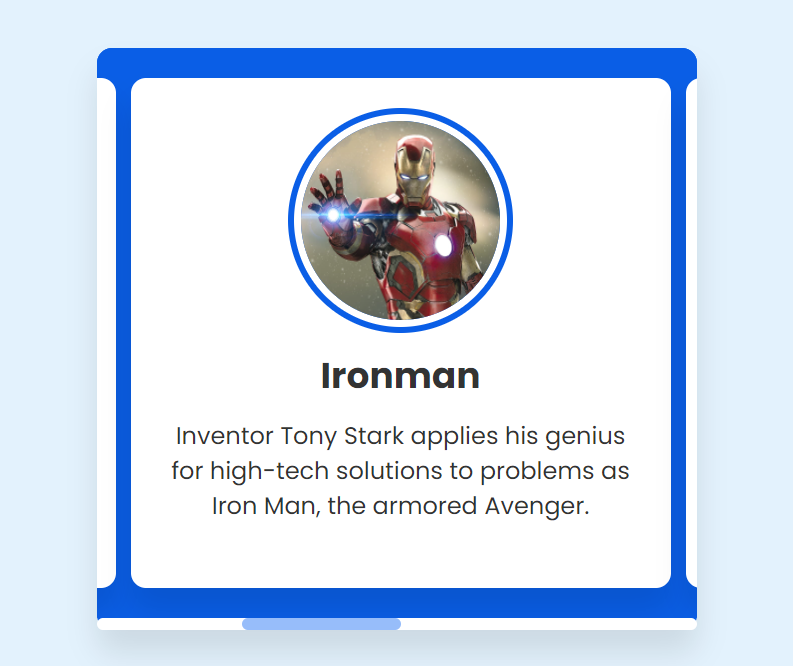 Ironman
Inventor Tony Stark applies his genius
for high-tech solutions to problems as
Iron Man, the armored Avenger.